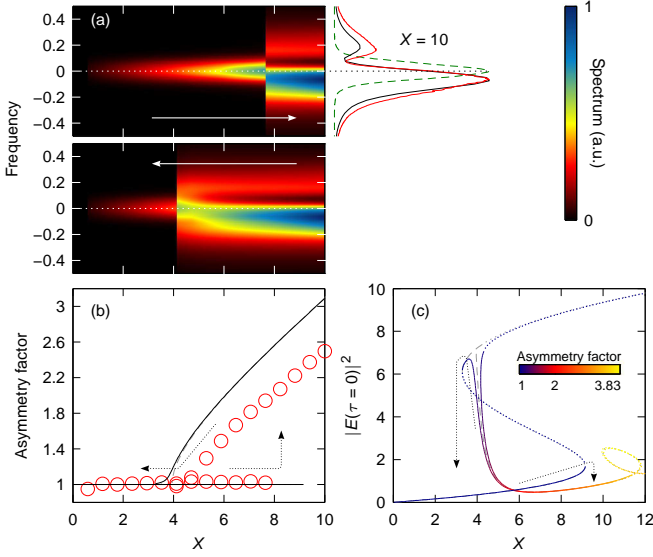 0.4
0.2
0
−0.2
−0.4
(a)
X = 10
1
0
Spectrum (a.u.)
Frequency
0.4
0.2
0
−0.2
−0.4
3
2.6
2.2
1.8
1.4
1
(b)
Asymmetry factor
0 2 4 6 8 10
X
10
8
6
4
2
0
(c)
|E(τ = 0)|²
Asymmetry factor
1 2 3.83
0 2 4 6 8 10 12
X